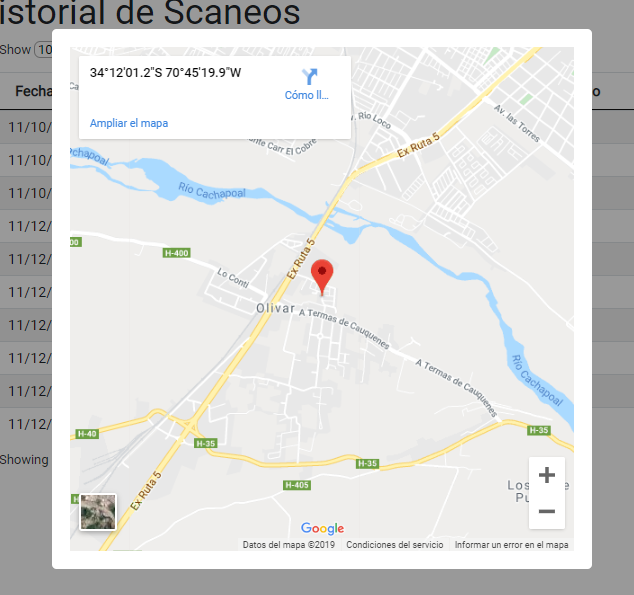 istorial de Scaneos
Show 10
Fecha
o
11/10/
11/10/
11/10/
11/12/
11/12/
11/12/
11/12/
11/12/
11/12/
11/12/
Showing
34°12'01.2"S 70°45'19.9"W
Cómo ll...
Ampliar el mapa
v. Río Loco
nte Carr El Cobre
Ex Ruta 5
Av. las Torres
Cachapoal
Río Cachapoal
00
H-400
Ex Ruta 5
Lo Conti
Olivar
A Termas de Cauquenes
A Termas de Cauquenes
Río Cachapoal
H-40
H-35
H-35
H-35
H-405
Ex Ruta 5
Los
e
Pu
Google
Datos del mapa ©2019
Condiciones del servicio
Informar un error en el mapa